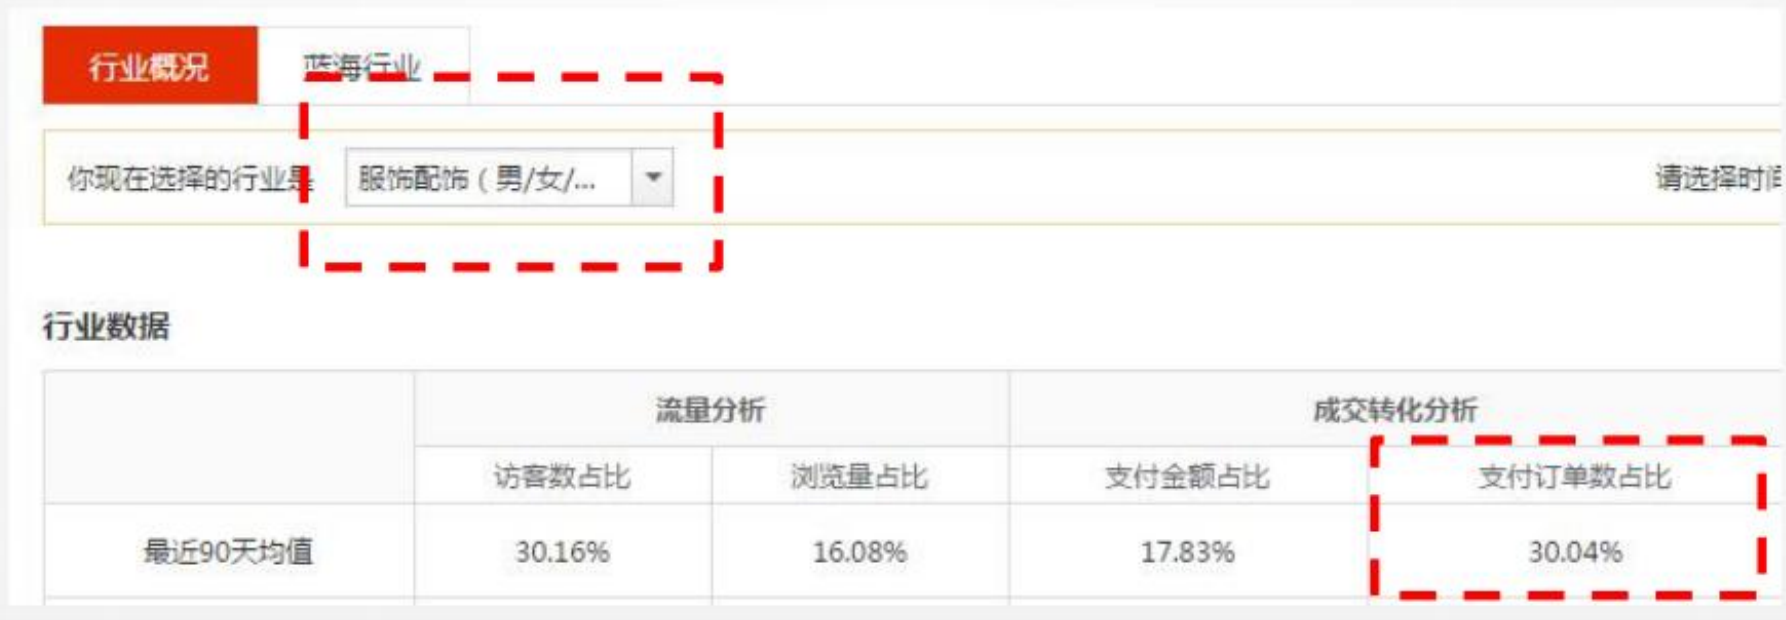 行业概况 蓝海行业
你现在选择的行业是 服饰配饰（男/女/... 请选择时间
行业数据
流量分析 成交转化分析
访客数占比 浏览量占比 支付金额占比 支付订单数占比
最近90天均值 30.16% 16.08% 17.83% 30.04%